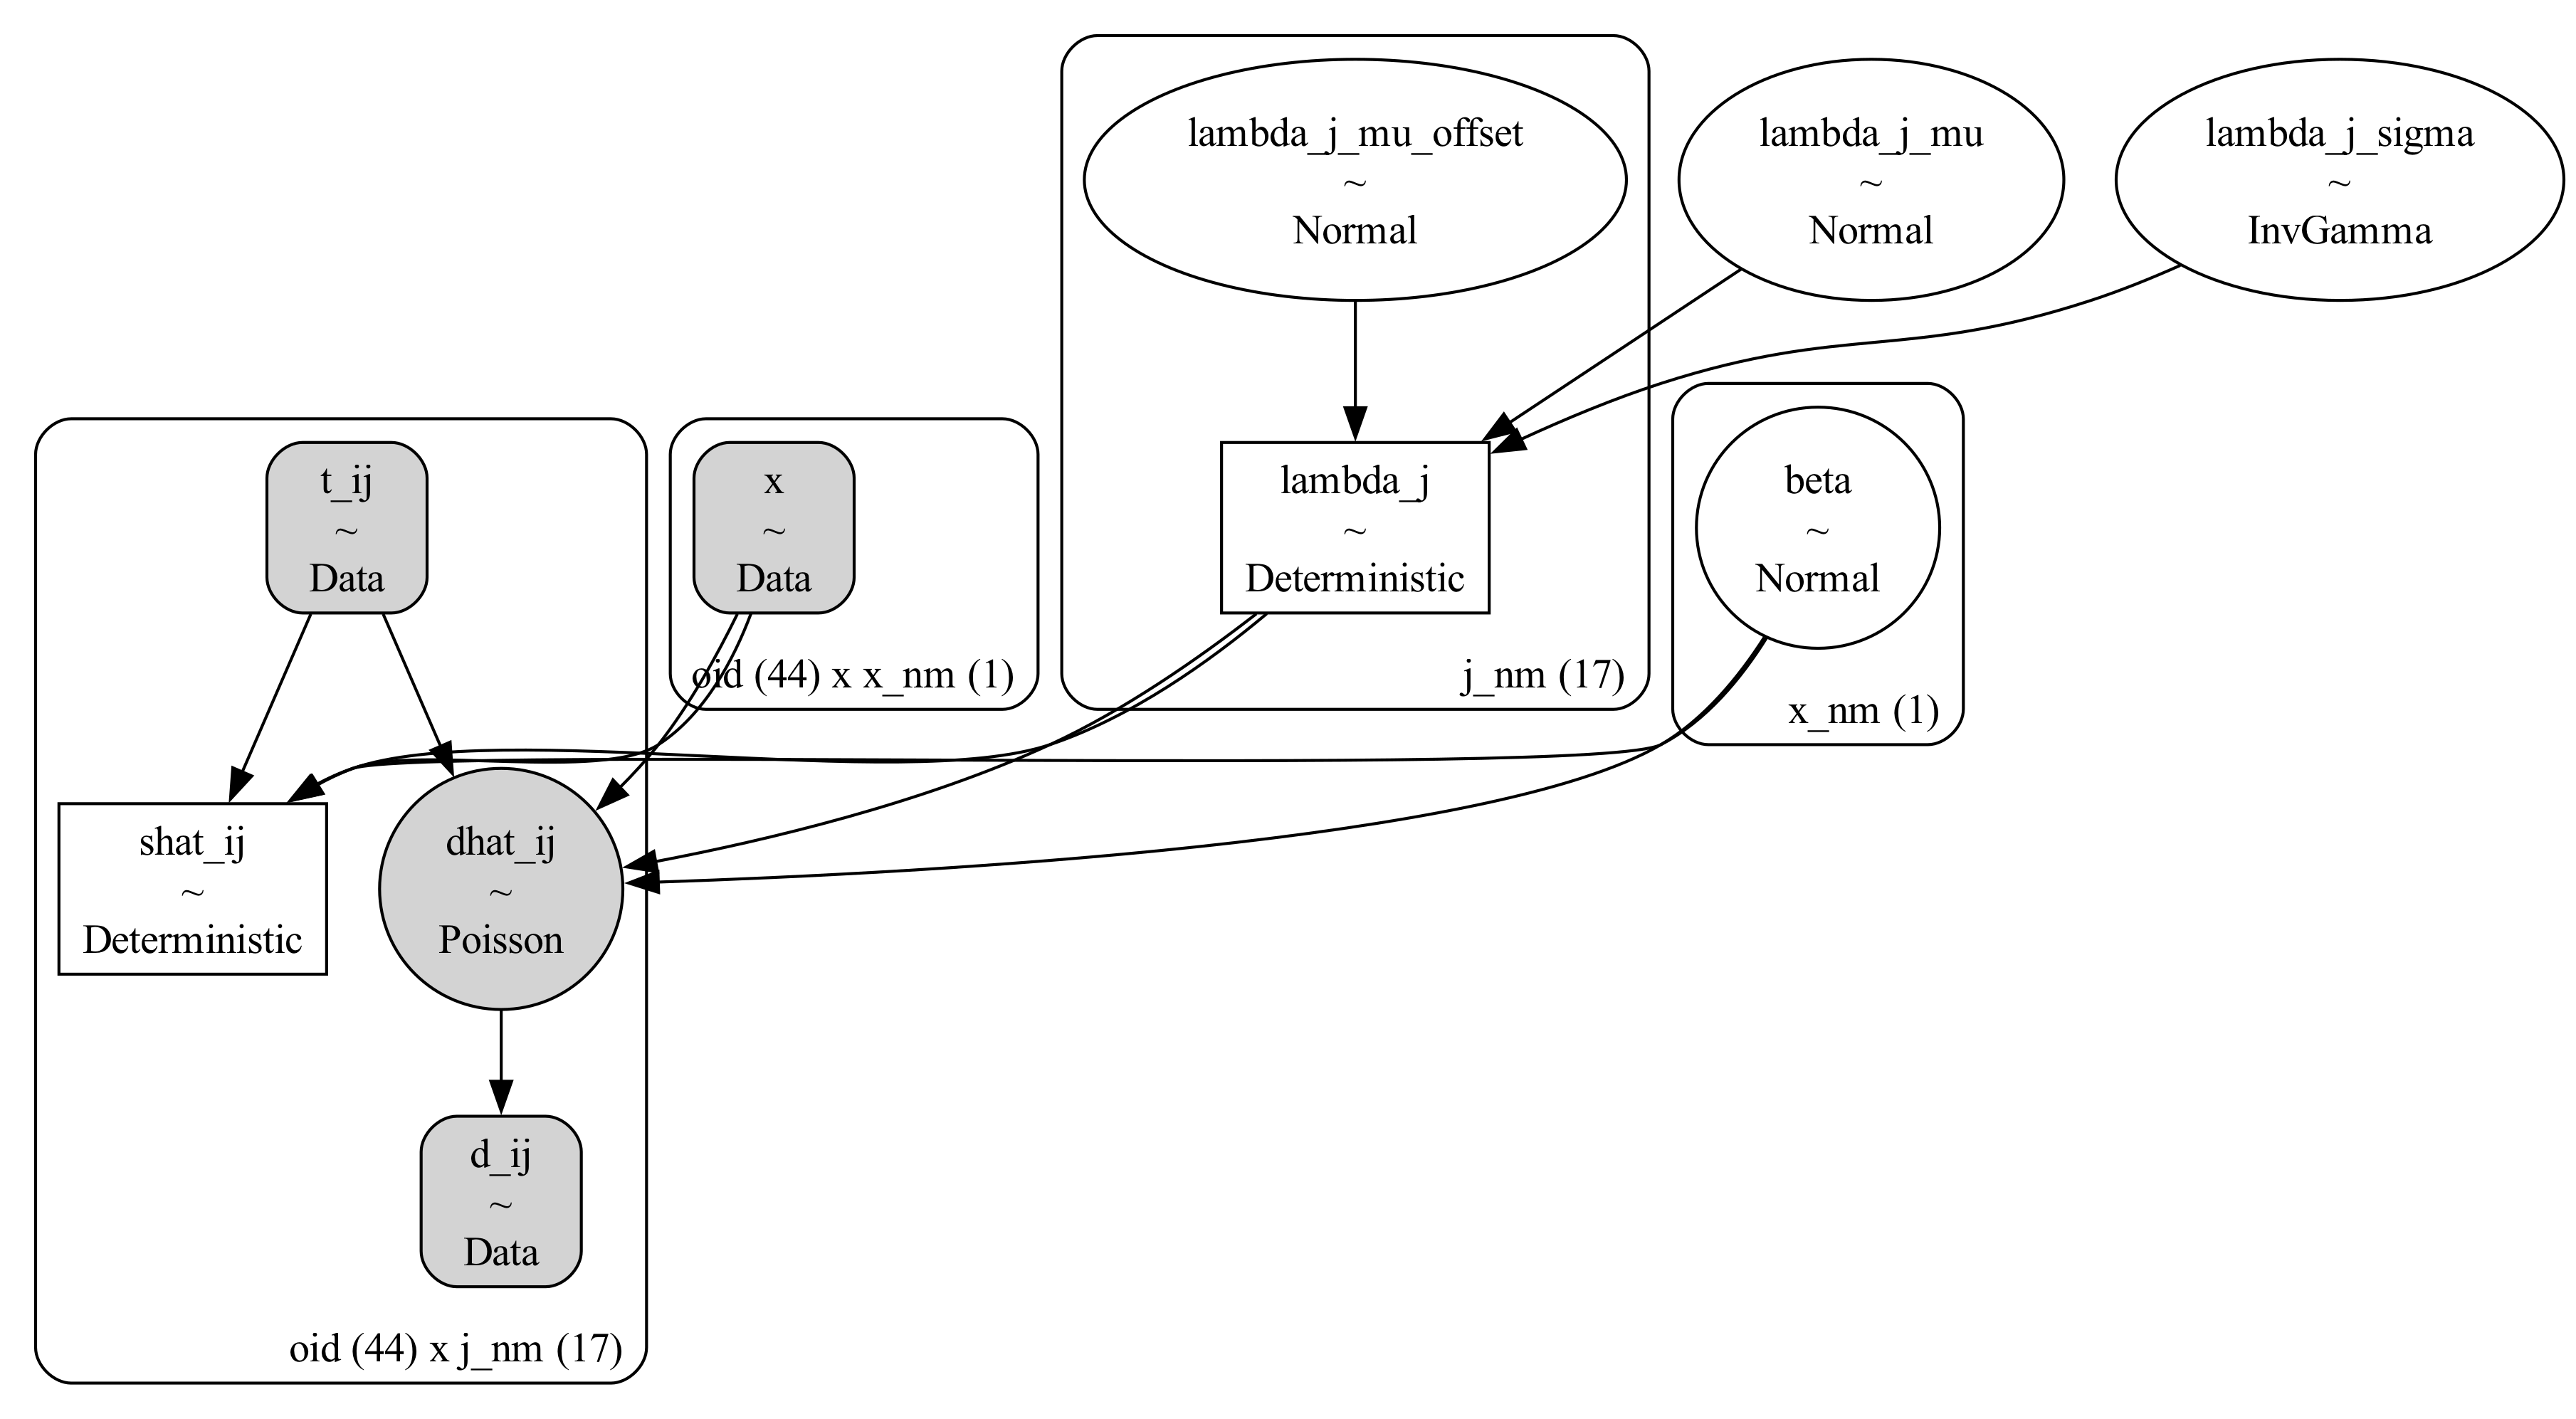 lambda_j_mu_offset
~
Normal
lambda_j_mu
~
Normal
lambda_j_sigma
~
InvGamma
t_ij
~
Data
x
~
Data
oid (44) x x_nm (1)
lambda_j
~
Deterministic
j_nm (17)
beta
~
Normal
x_nm (1)
shat_ij
~
Deterministic
dhat_ij
~
Poisson
d_ij
~
Data
oid (44) x j_nm (17)